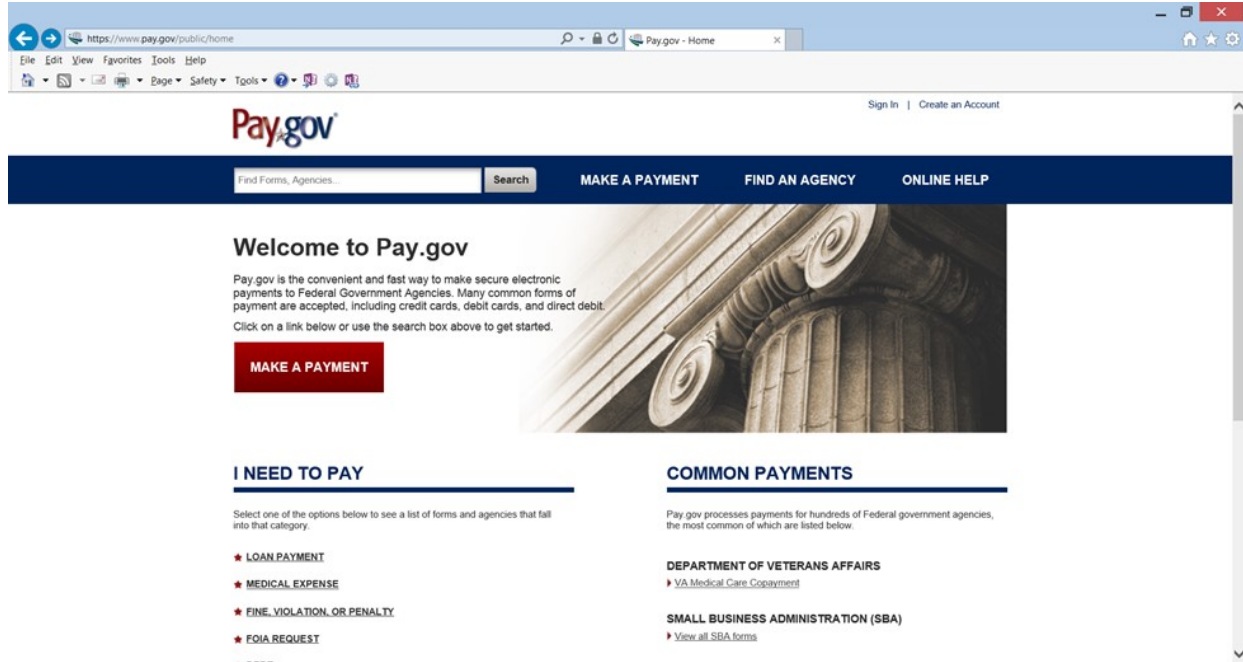 https://www.pay.gov/public/home
Pay.gov - Home
File Edit View Favorites Tools Help
Page Safety Tools
Pay.gov
Sign In | Create an Account
Find Forms, Agencies...
Search
MAKE A PAYMENT
FIND AN AGENCY
ONLINE HELP
Welcome to Pay.gov
Pay.gov is the convenient and fast way to make secure electronic
payments to Federal Government Agencies. Many common forms of
payment are accepted, including credit cards, debit cards, and direct debit.
Click on a link below or use the search box above to get started.
MAKE A PAYMENT
I NEED TO PAY
Select one of the options below to see a list of forms and agencies that fall
into that category.
LOAN PAYMENT
MEDICAL EXPENSE
FINE, VIOLATION, OR PENALTY
FOIA REQUEST
COMMON PAYMENTS
Pay.gov processes payments for hundreds of Federal government agencies,
the most common of which are listed below.
DEPARTMENT OF VETERANS AFFAIRS
VA Medical Care Copayment
SMALL BUSINESS ADMINISTRATION (SBA)
View all SBA forms